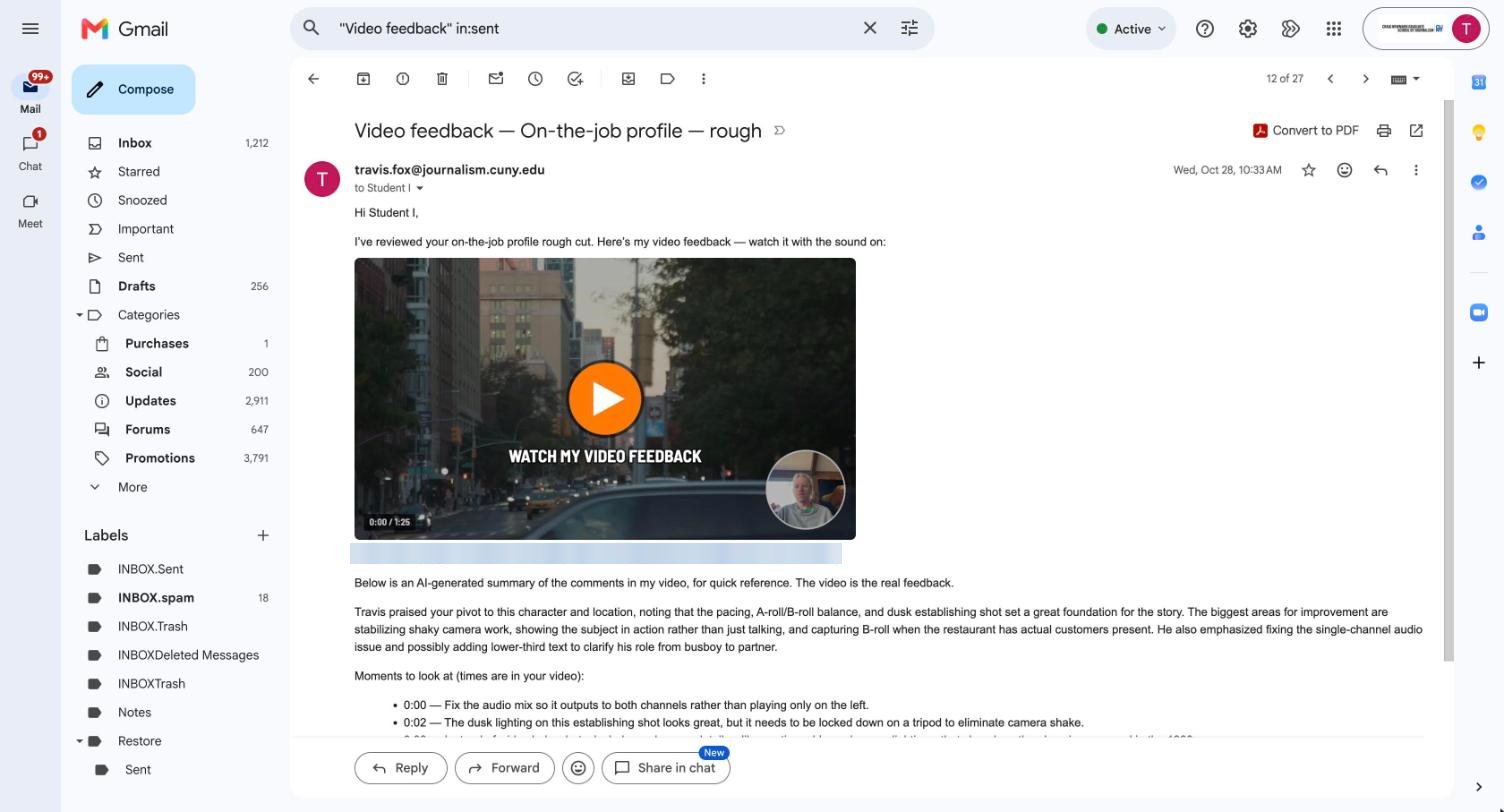 Gmail
"Video feedback" in:sent
Active
T
99+
Mail
1
Chat
Meet
Compose
Inbox 1,212
Starred
Snoozed
Important
Sent
Drafts 256
Categories
Purchases 1
Social 200
Updates 2,911
Forums 647
Promotions 3,791
More
Labels
INBOX.Sent
INBOX.spam 18
INBOX.Trash
INBOXDeleted Messages
INBOXTrash
Notes
Restore
Sent
12 of 27
Video feedback — On-the-job profile — rough
Convert to PDF
T
travis.fox@journalism.cuny.edu
Wed, Oct 28, 10:33 AM
to Student I
Hi Student I,
I've reviewed your on-the-job profile rough cut. Here's my video feedback — watch it with the sound on:
WATCH MY VIDEO FEEDBACK
0:00 / 1:25
Below is an AI-generated summary of the comments in my video, for quick reference. The video is the real feedback.
Travis praised your pivot to this character and location, noting that the pacing, A-roll/B-roll balance, and dusk establishing shot set a great foundation for the story. The biggest areas for improvement are
stabilizing shaky camera work, showing the subject in action rather than just talking, and capturing B-roll when the restaurant has actual customers present. He also emphasized fixing the single-channel audio
issue and possibly adding lower-third text to clarify his role from busboy to partner.
Moments to look at (times are in your video):
• 0:00 — Fix the audio mix so it outputs to both channels rather than playing only on the left.
• 0:02 — The dusk lighting on this establishing shot looks great, but it needs to be locked down on a tripod to eliminate camera shake.
Reply
Forward
New
Share in chat
31